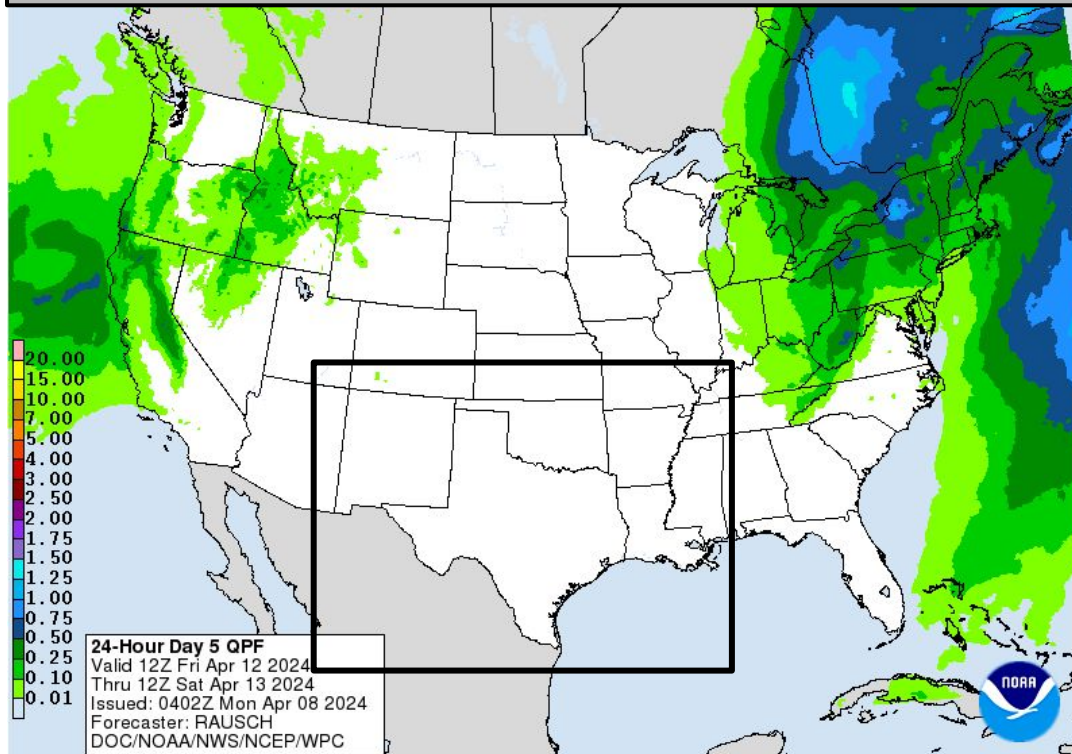 20.00
15.00
10.00
7.00
5.00
4.00
3.00
2.50
2.00
1.75
1.50
1.25
1.00
0.75
0.50
0.25
0.10
0.01
24-Hour Day 5 QPF
Valid 12Z Fri Apr 12 2024
Thru 12Z Sat Apr 13 2024
Issued: 0402Z Mon Apr 08 2024
Forecaster: RAUSCH
DOC/NOAA/NWS/NCEP/WPC
NOAA